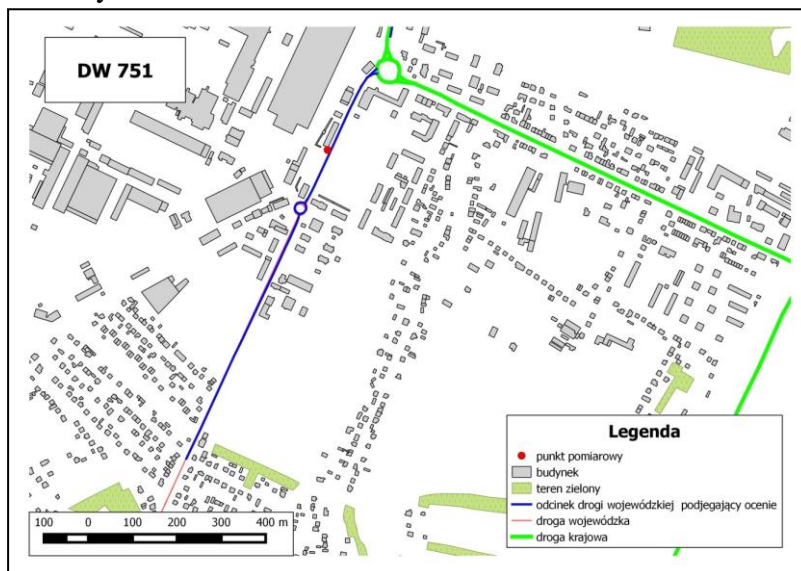 DW 751
Legenda
punkt pomiarowy
budynek
teren zielony
odcinek drogi wojewódzkiej podjegający ocenie
droga wojewódzka
droga krajowa
100 0 100 200 300 400 m